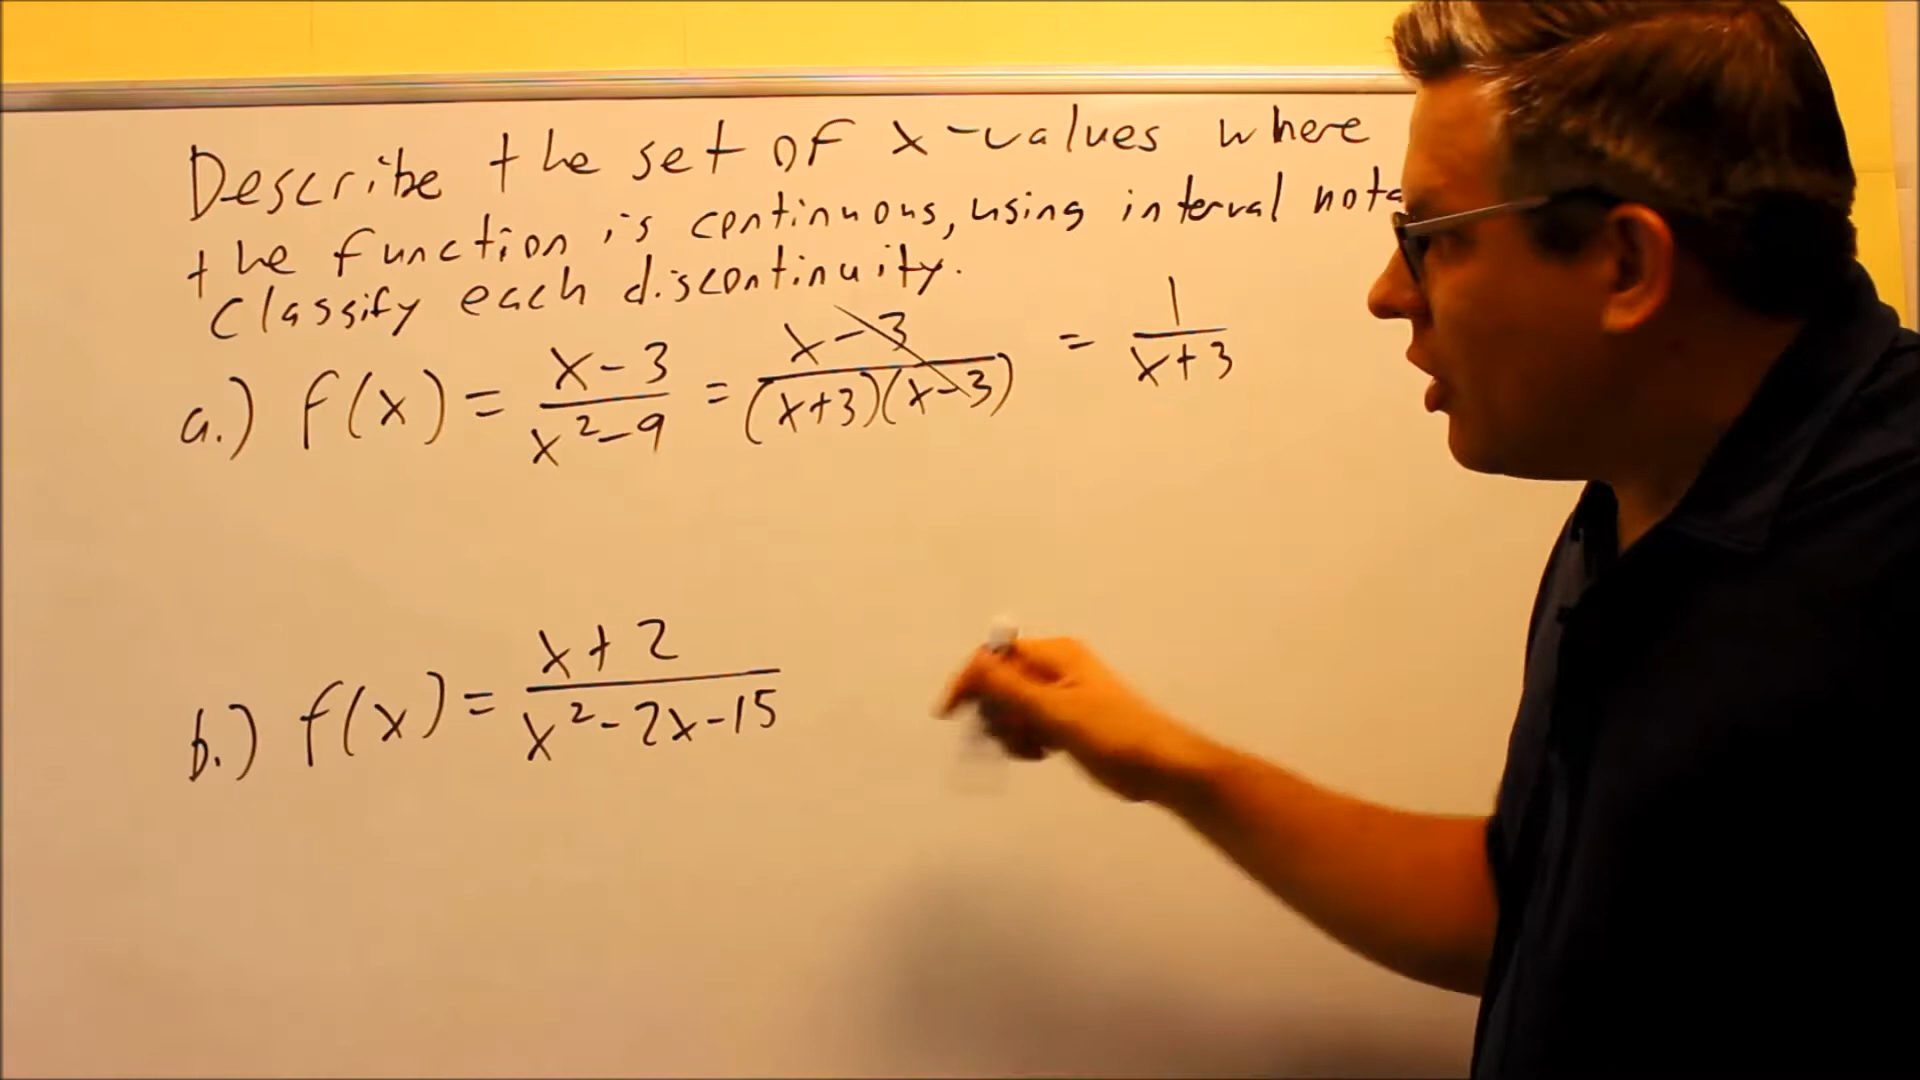 Describe the set of x-values where
the function is continuous, using interval nota
Classify each discontinuity.
a.) f(x) = x-3 / x²-9 = x-3 / (x+3)(x-3) = 1 / x+3
b.) f(x) = x+2 / x²-2x-15